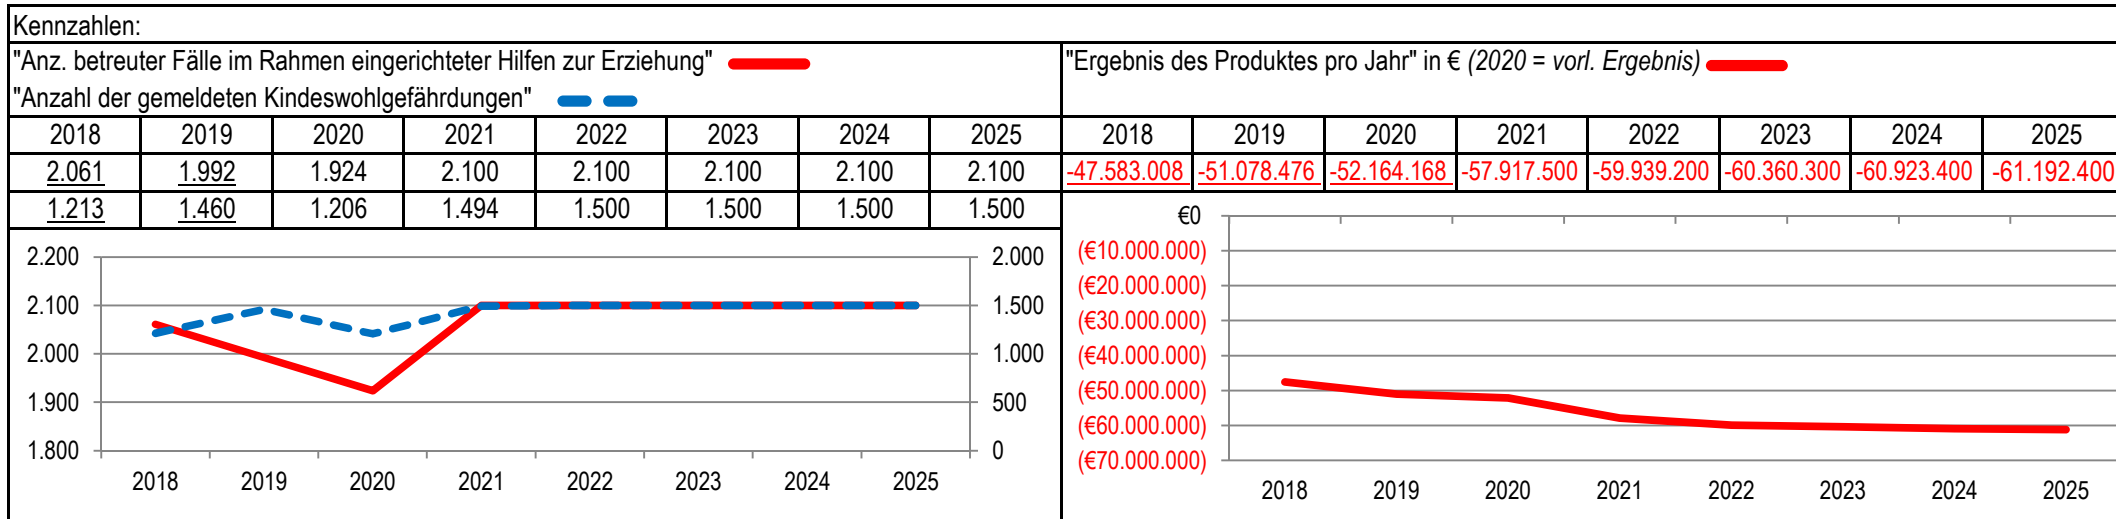 Kennzahlen:
"Anz. betreuter Fälle im Rahmen eingerichteter Hilfen zur Erziehung"
"Anzahl der gemeldeten Kindeswohlgefährdungen"
2018 2019 2020 2021 2022 2023 2024 2025
2.061 1.992 1.924 2.100 2.100 2.100 2.100 2.100
1.213 1.460 1.206 1.494 1.500 1.500 1.500 1.500
2.200 2.000
2.100 1.500
2.000 1.000
1.900 500
1.800 0
2018 2019 2020 2021 2022 2023 2024 2025
"Ergebnis des Produktes pro Jahr" in € (2020 = vorl. Ergebnis)
2018 2019 2020 2021 2022 2023 2024 2025
-47.583.008 -51.078.476 -52.164.168 -57.917.500 -59.939.200 -60.360.300 -60.923.400 -61.192.400
€0
(€10.000.000)
(€20.000.000)
(€30.000.000)
(€40.000.000)
(€50.000.000)
(€60.000.000)
(€70.000.000)
2018 2019 2020 2021 2022 2023 2024 2025